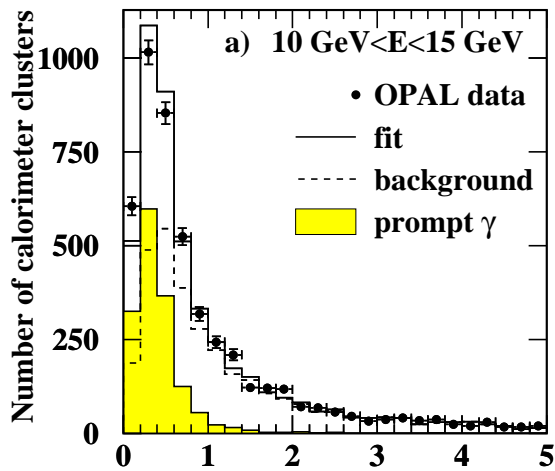 a) 10 GeV<E<15 GeV
OPAL data
fit
background
prompt γ
Number of calorimeter clusters
1000
750
500
250
0
0 1 2 3 4 5